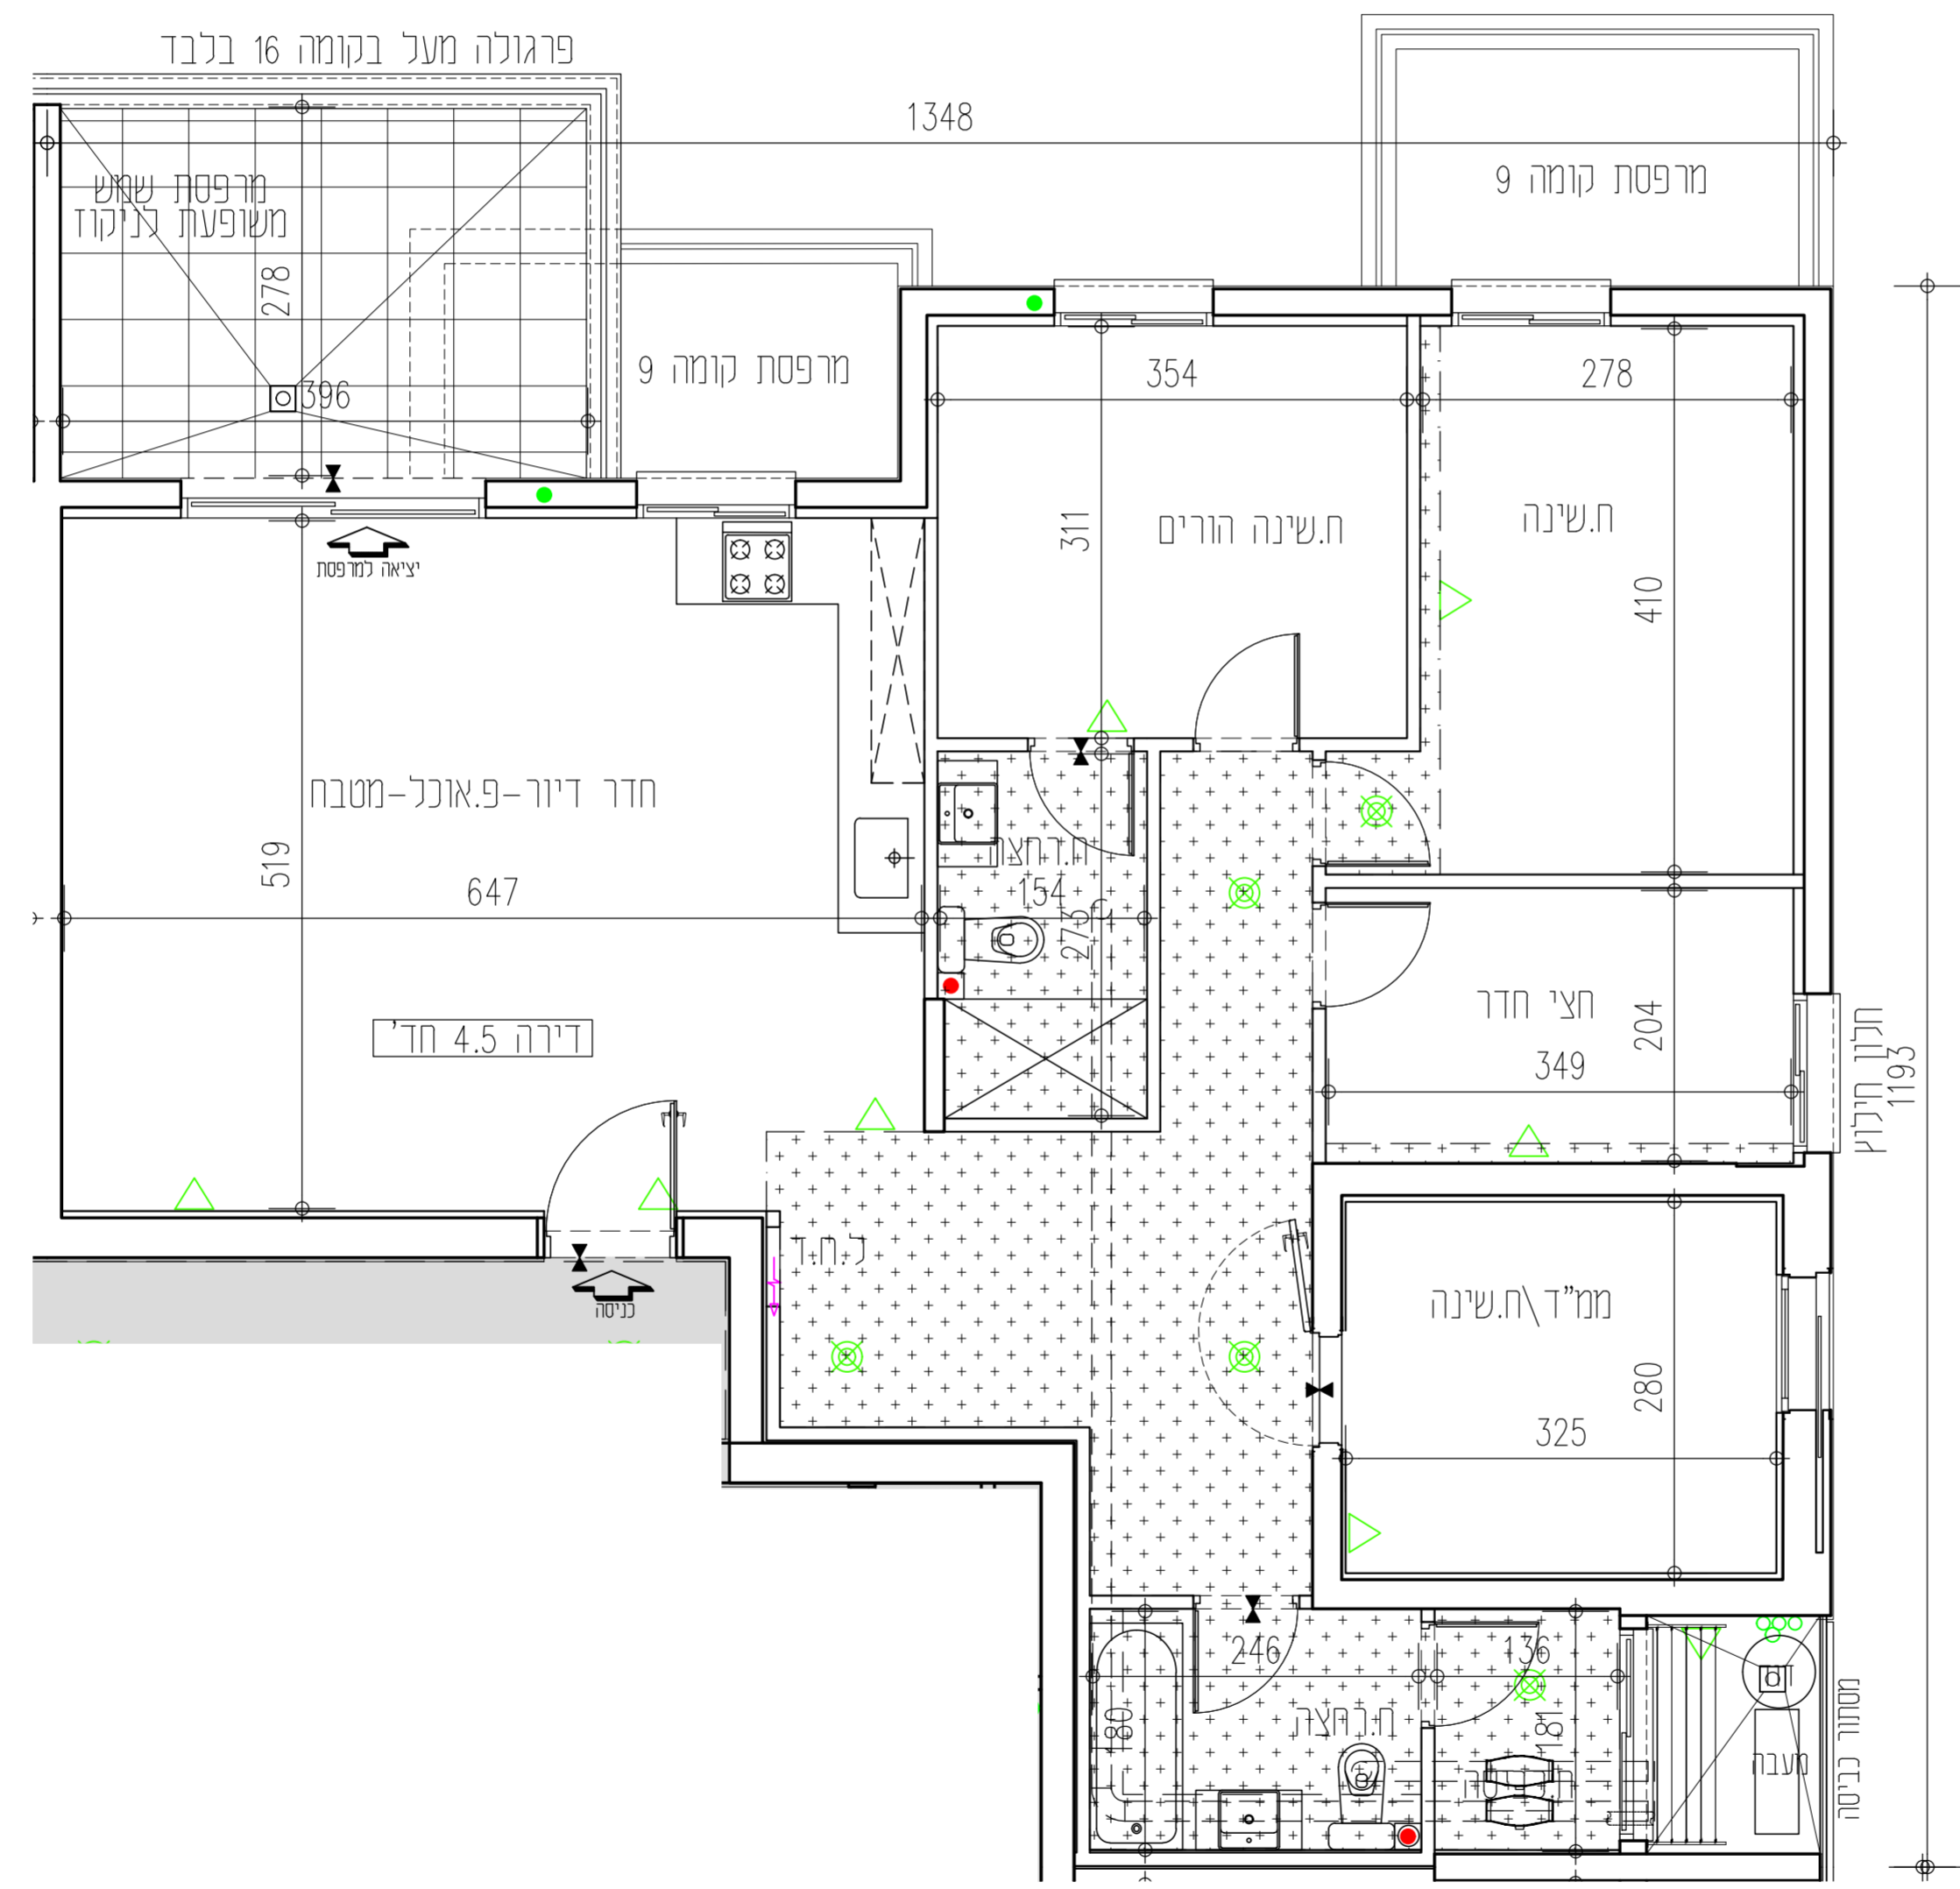 פרגולה מעל בקומה 16 בלבד
1348
מרפסת קומה 9
מרפסת שמש
משופעת לניקוז
278
396
מרפסת קומה 9
354
278
יציאה למרפסת
311
ח.שינה הורים
ח.שינה
410
חדר דיור-פ.אוכל-מטבח
519
647
ח.רחצה
154
273
חצי חדר
204
349
חלון חילוץ
1193
דירה 4.5 חד'
ל.ח.ד
כניסה
ממ"ד\ח.שינה
280
325
246
136
180
ח.רחצה
181
מעבה
מסתור כביסה